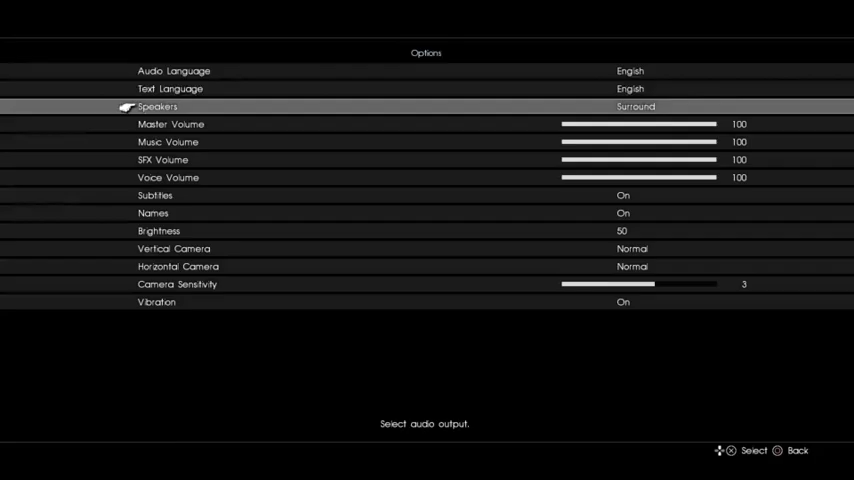 Options
Audio Language English
Text Language English
Speakers Surround
Master Volume 100
Music Volume 100
SFX Volume 100
Voice Volume 100
Subtitles On
Names On
Brightness 50
Vertical Camera Normal
Horizontal Camera Normal
Camera Sensitivity 3
Vibration On
Select audio output.
Select Back